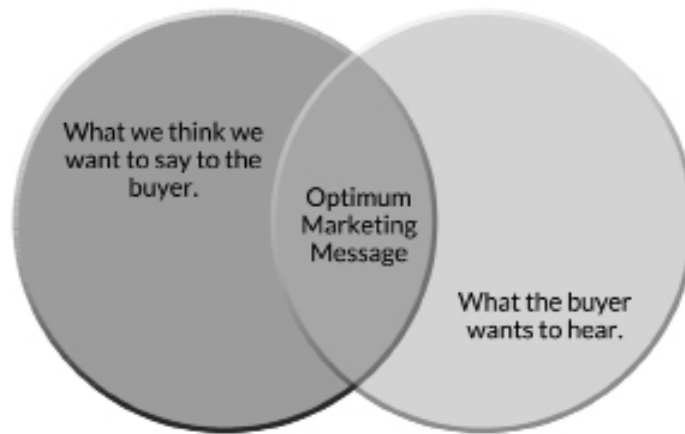 What we think we
want to say to the
buyer.
Optimum
Marketing
Message
What the buyer
wants to hear.